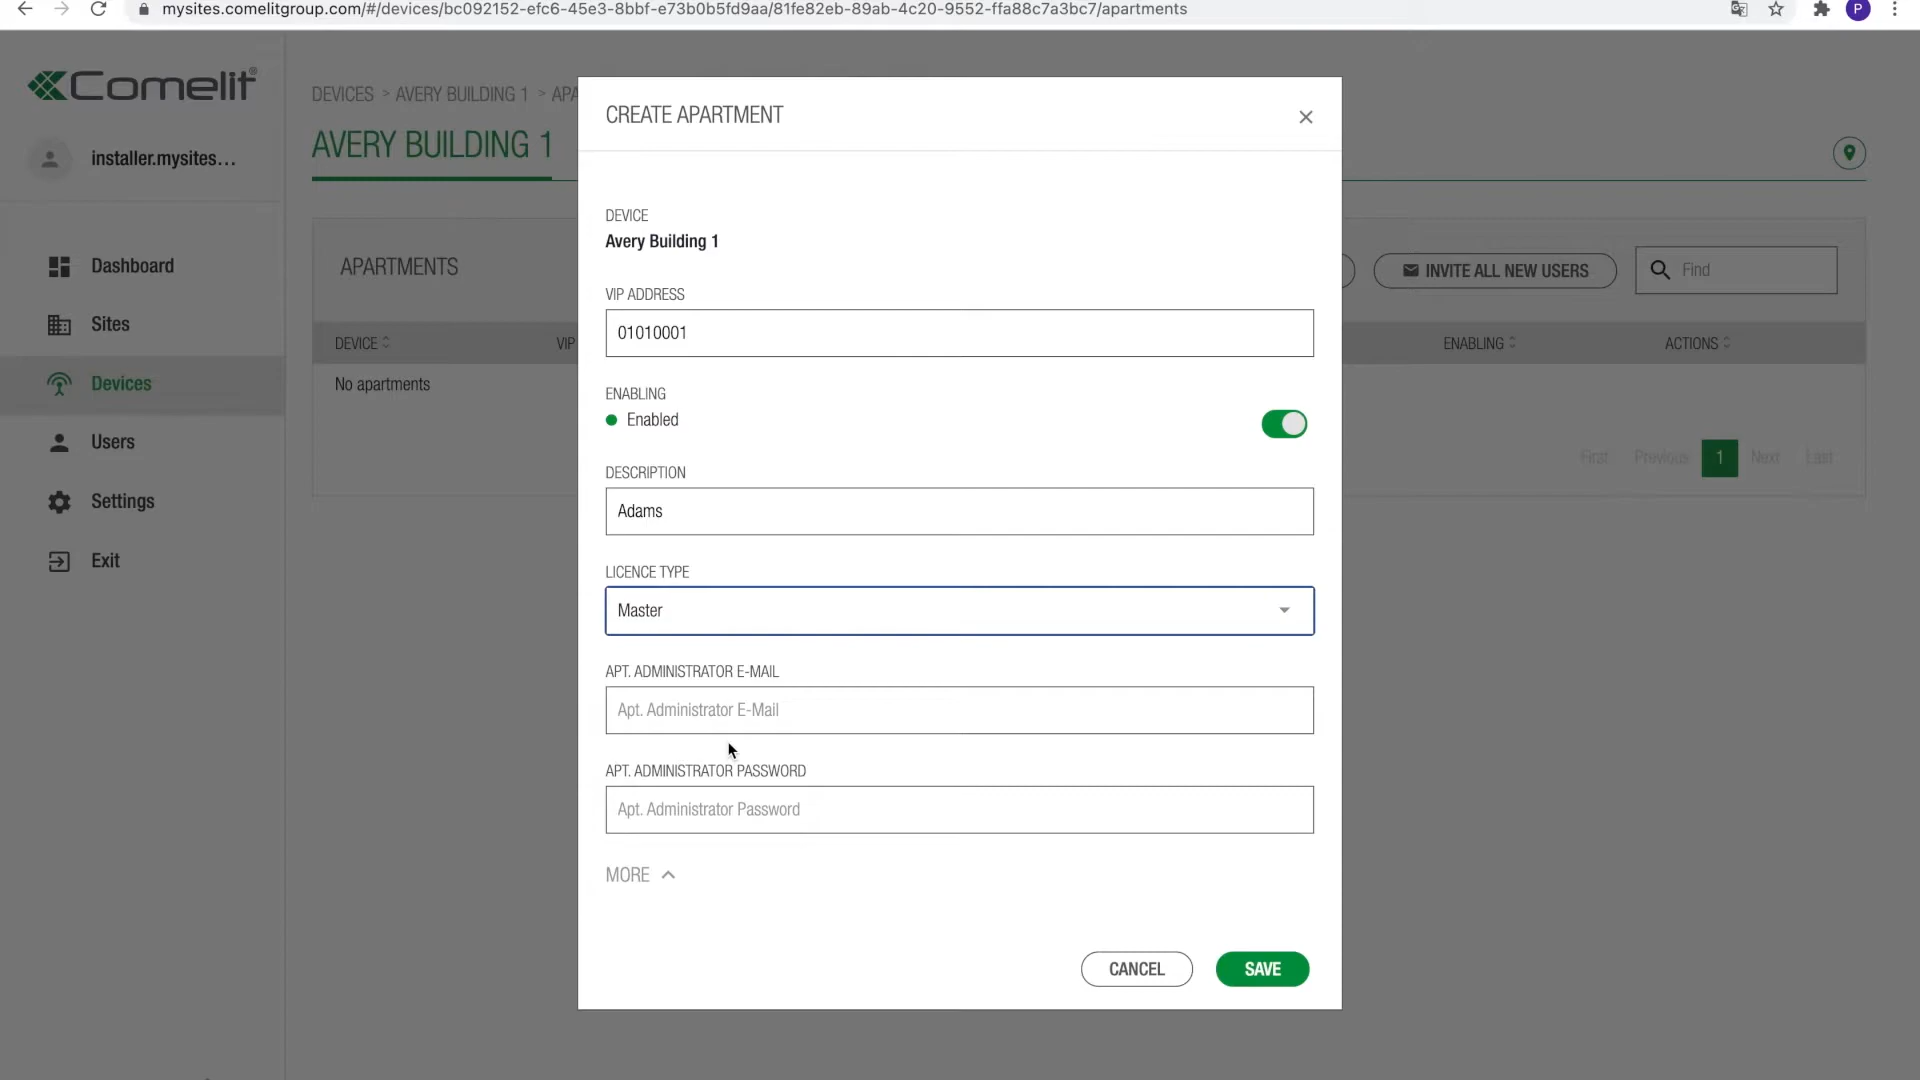 mysites.comelitgroup.com/#/devices/bc092152-efc6-45e3-8bbf-e73b0b5fd9aa/81fe82eb-89ab-4c20-9552-ffa88c7a3bc7/apartments
P
Comelit®
installer.mysites...
Dashboard
Sites
Devices
Users
Settings
Exit
DEVICES > AVERY BUILDING 1 > APA
AVERY BUILDING 1
APARTMENTS
INVITE ALL NEW USERS
Find
DEVICE
VIP
ENABLING
ACTIONS
No apartments
First Previous 1 Next Last
CREATE APARTMENT
DEVICE
Avery Building 1
VIP ADDRESS
01010001
ENABLING
Enabled
DESCRIPTION
Adams
LICENCE TYPE
Master
APT. ADMINISTRATOR E-MAIL
Apt. Administrator E-Mail
APT. ADMINISTRATOR PASSWORD
Apt. Administrator Password
MORE
CANCEL
SAVE